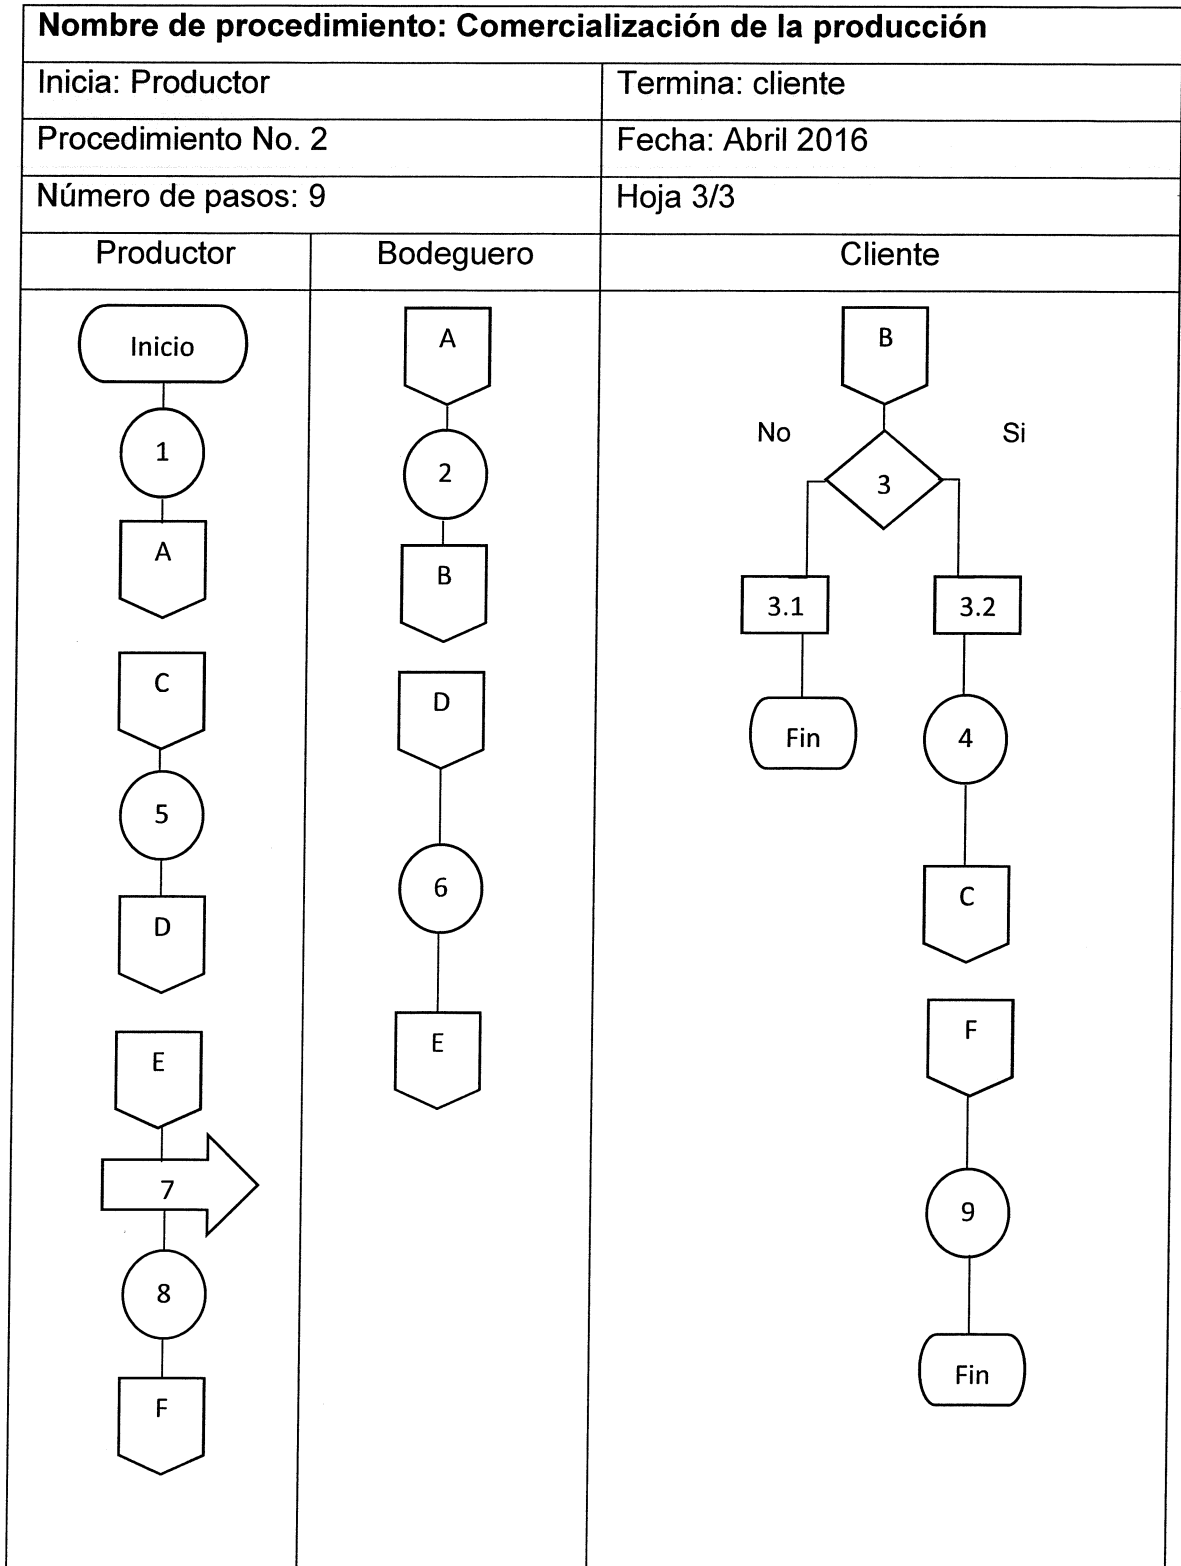 Nombre de procedimiento: Comercialización de la producción
Inicia: Productor
Termina: cliente
Procedimiento No. 2
Fecha: Abril 2016
Número de pasos: 9
Hoja 3/3
Productor
Bodeguero
Cliente
Inicio
1
A
C
5
D
E
7
8
F
A
2
B
D
6
E
B
No
Si
3
3.1
3.2
Fin
4
C
F
9
Fin